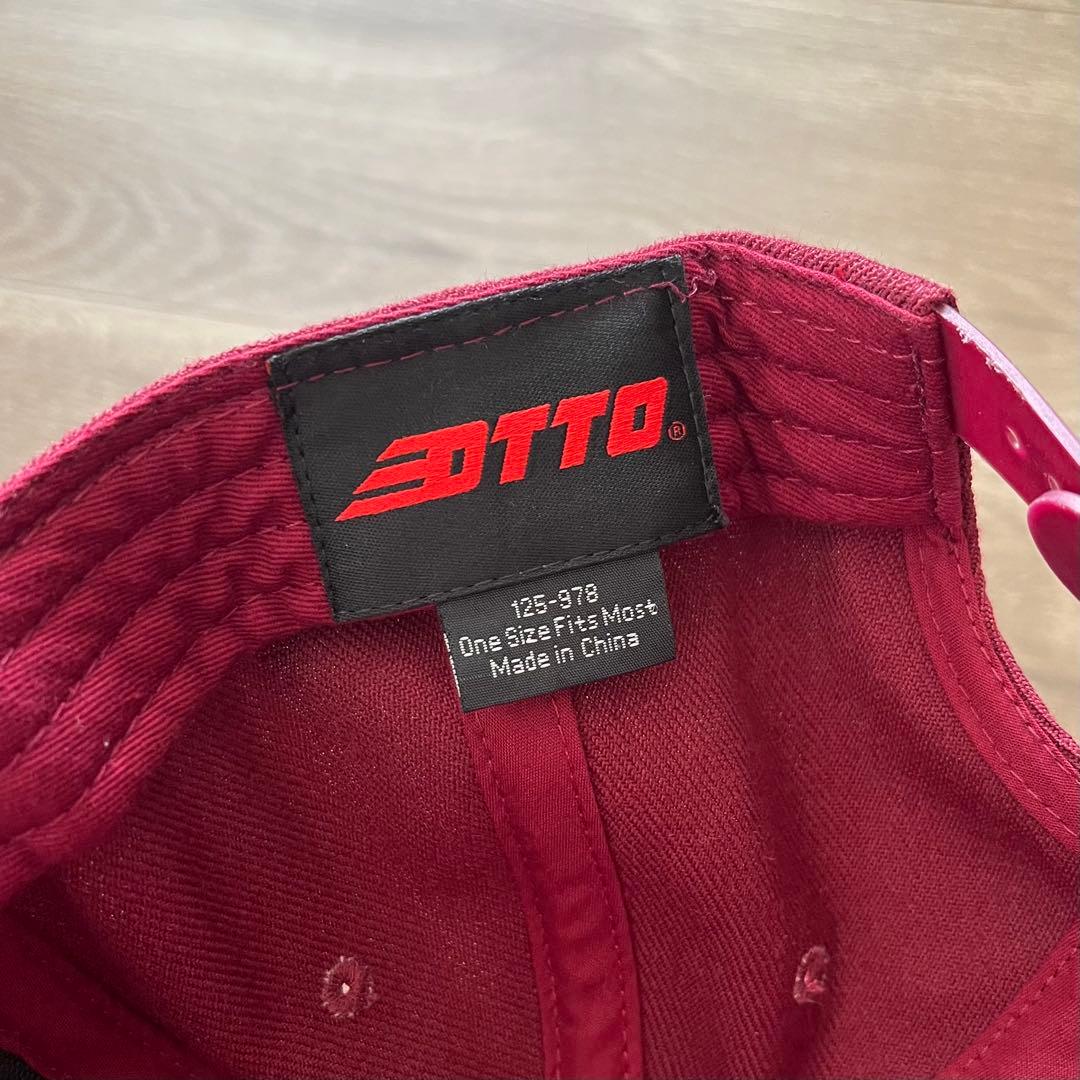 OTTO®
125-978
One Size Fits Most
Made in China